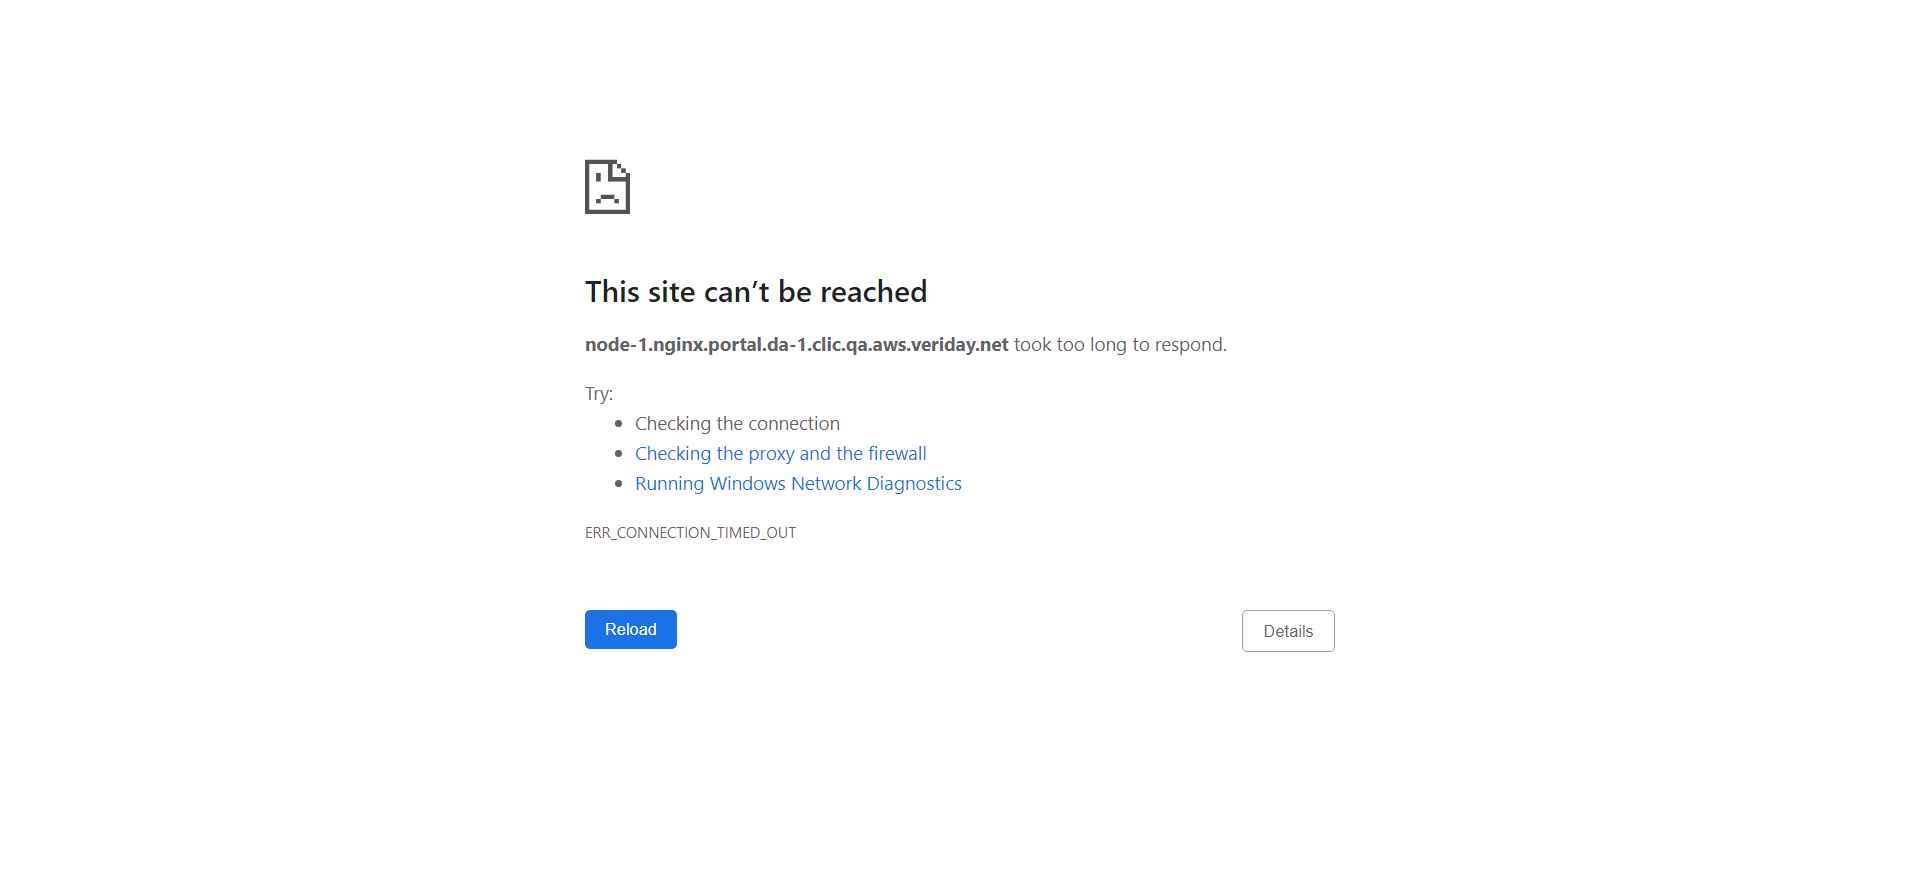 This site can’t be reached
node-1.nginx.portal.da-1.clic.qa.aws.veriday.net took too long to respond.
Try:
Checking the connection
Checking the proxy and the firewall
Running Windows Network Diagnostics
ERR_CONNECTION_TIMED_OUT
Reload
Details